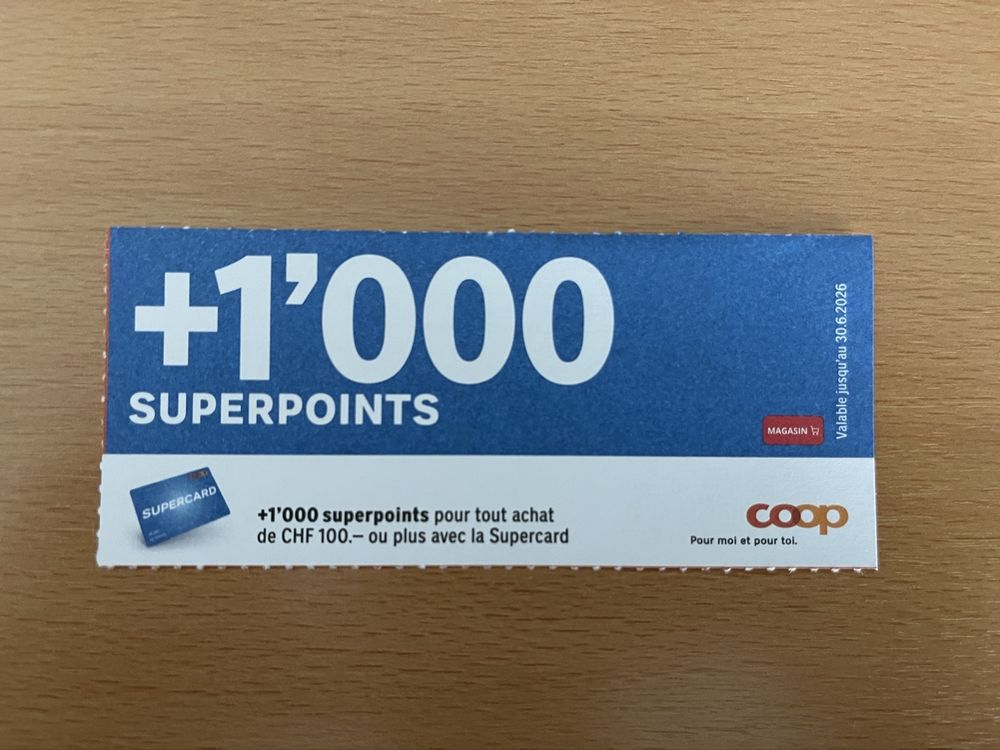 +1’000
SUPERPOINTS
MAGASIN
Valable jusqu’au 30.6.2026
coop
SUPERCARD
+1’000 superpoints pour tout achat
de CHF 100.– ou plus avec la Supercard
coop
Pour moi et pour toi.